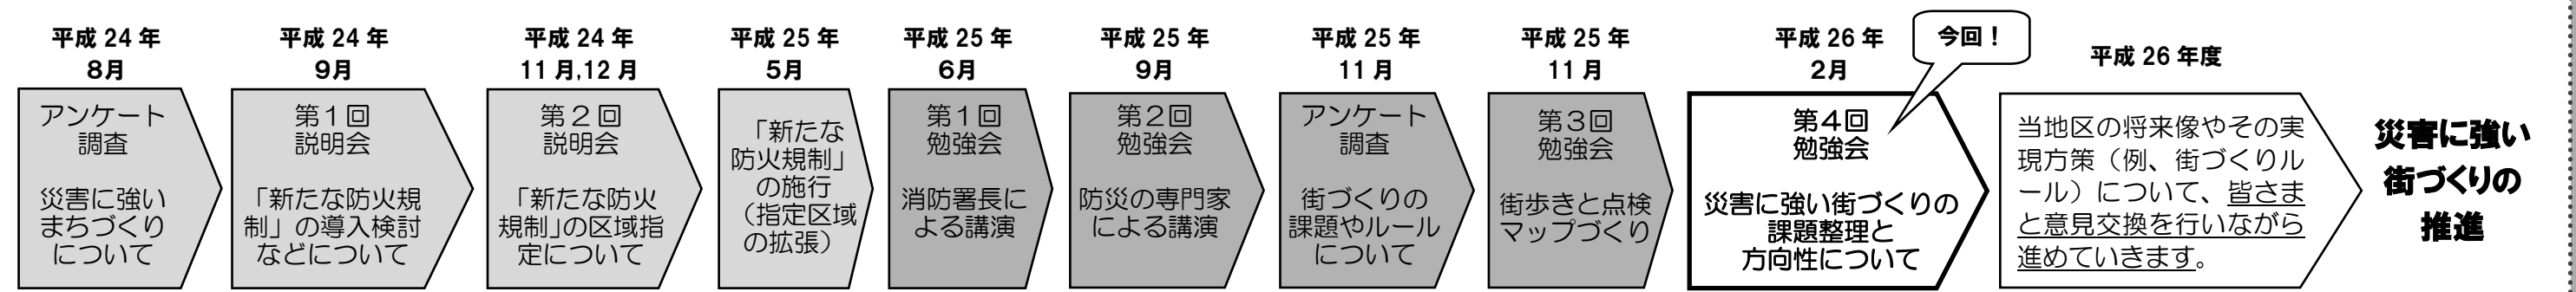 平成 24 年
8月
アンケート
調査
災害に強い
まちづくり
について
平成 24 年
9月
第１回
説明会
「新たな防火規
制」の導入検討
などについて
平成 24 年
11 月,12 月
第２回
説明会
「新たな防火
規制」の区域指
定について
平成 25 年
5月
「新たな
防火規制」
の施行
（指定区域
の拡張）
平成 25 年
6月
第１回
勉強会
消防署長に
よる講演
平成 25 年
9月
第２回
勉強会
防災の専門家
による講演
平成 25 年
11 月
アンケート
調査
街づくりの
課題やルール
について
平成 25 年
11 月
第３回
勉強会
街歩きと点検
マップづくり
平成 26 年
2月
今回！
第４回
勉強会
災害に強い街づくりの
課題整理と
方向性について
平成 26 年度
当地区の将来像やその実
現方策（例、街づくりル
ール）について、皆さま
と意見交換を行いながら
進めていきます。
災害に強い
街づくりの
推進